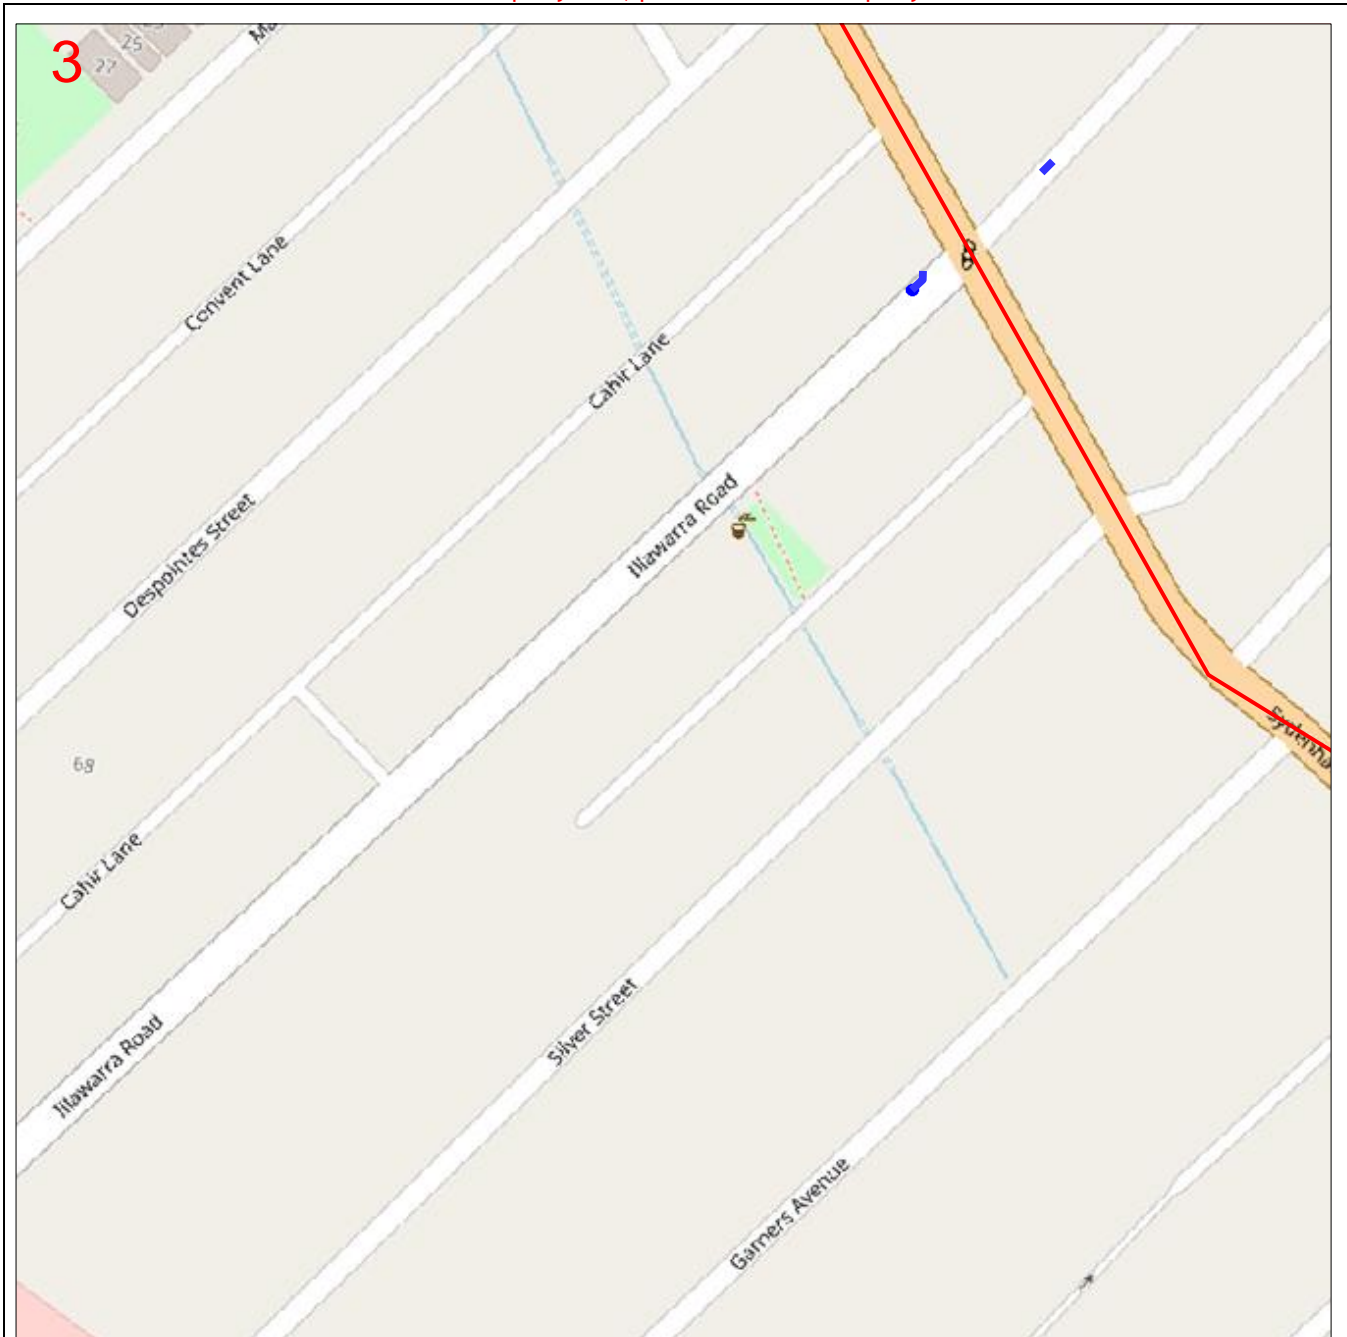 3
25
27
Convent Lane
Cahir Lane
Illawarra Road
Despointes Street
68
Cahir Lane
Silver Street
Illawarra Road
Garners Avenue